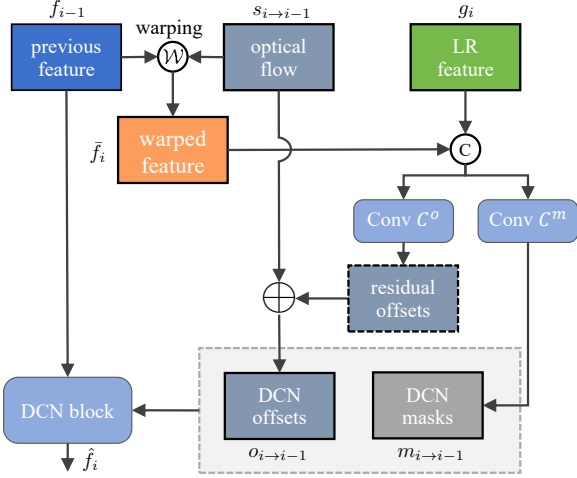 f_{i−1}
s_{i→i−1}
g_i
previous
feature
warping
𝒲
optical
flow
LR
feature
f̄_i
warped
feature
C
Conv C^o
Conv C^m
residual
offsets
DCN block
DCN
offsets
DCN
masks
o_{i→i−1}
m_{i→i−1}
f̂_i